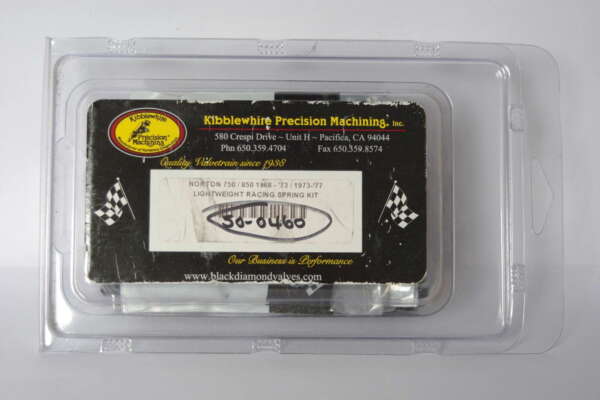 Kibblewhite Precision Machining, Inc.
580 Crespi Drive ~ Unit H ~ Pacifica, CA 94044
Phn 650.359.4704 Fax 650.359.8574
Quality Valvetrain since 1938
Kibblewhite
Precision
Machining
NORTON 750 / 850 1968 - '73 / 1973-'77
LIGHTWEIGHT RACING SPRING KIT
50-0460
Our Business is Performance
www.blackdiamondvalves.com